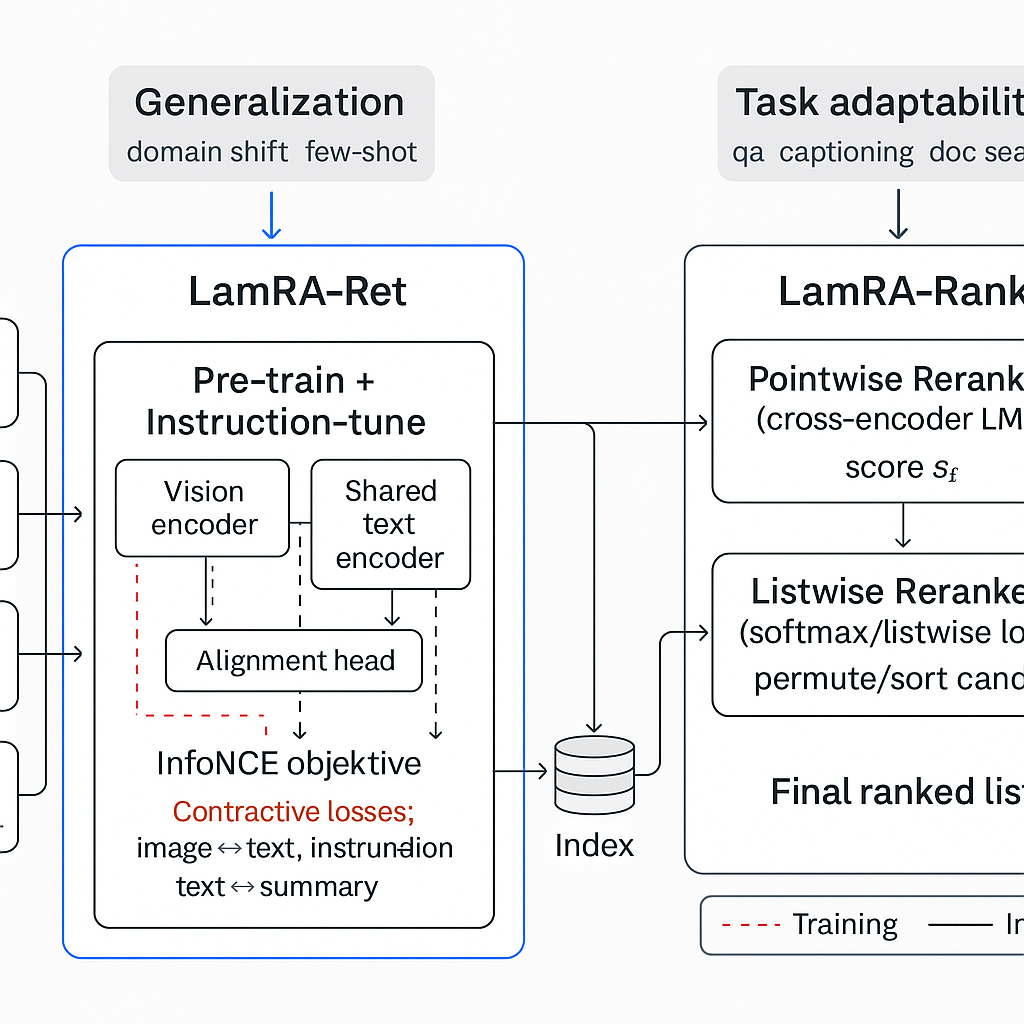 Generalization
domain shift few-shot
LamRA-Ret
Pre-train +
Instruction-tune
Vision
encoder
Shared
text
encoder
Alignment head
InfoNCE objektive
Contractive losses;
image ↔ text, instrundion
text ↔ summary
Index
Task adaptabilit
qa captioning doc sea
LamRA-Rank
Pointwise Rerank
(cross-encoder LM
score s_f
Listwise Reranke
(softmax/listwise lo
permute/sort cand
Final ranked list
Training In